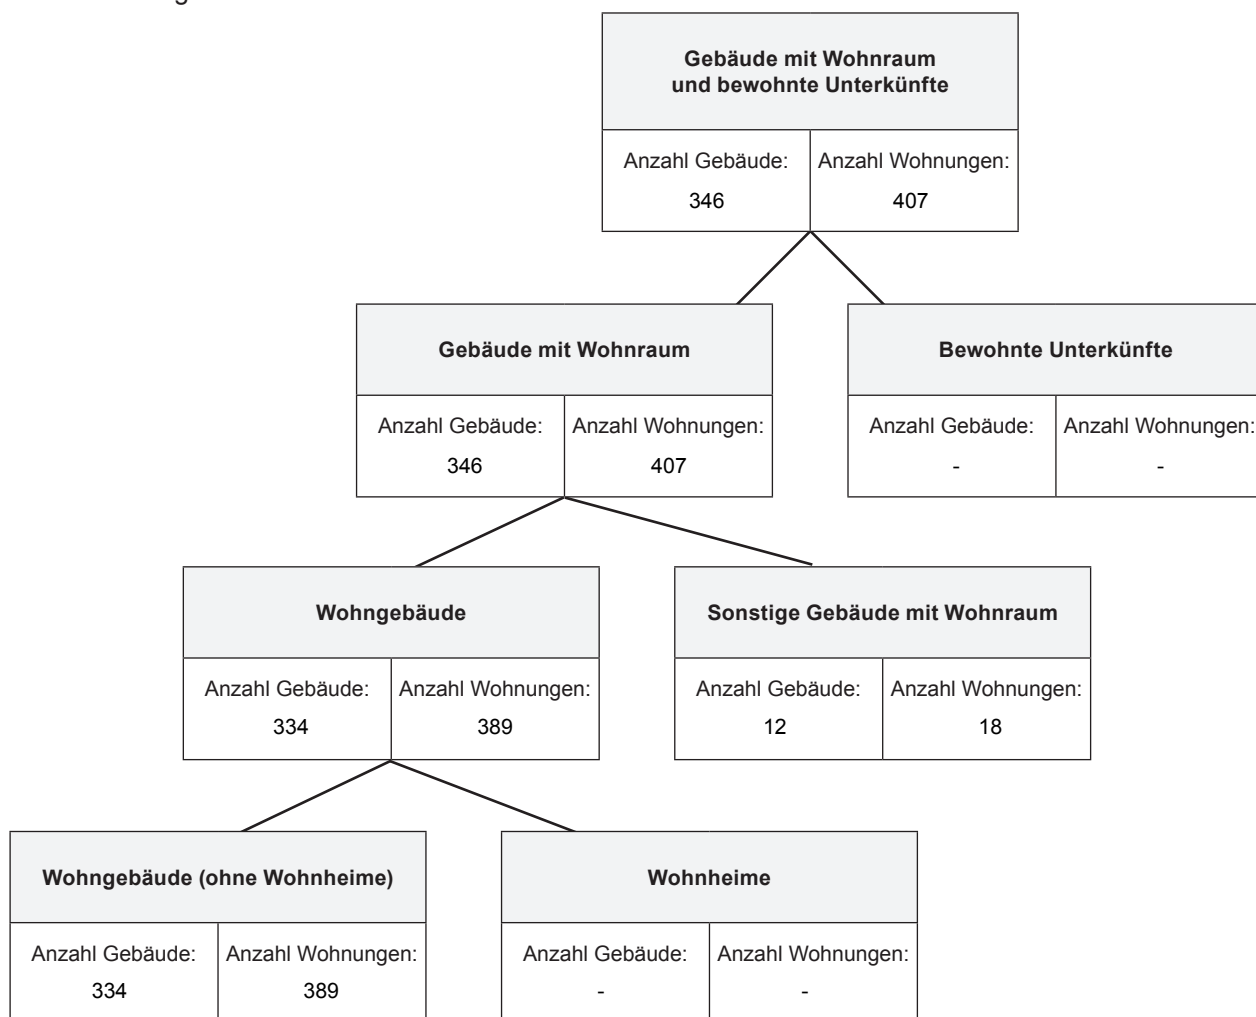 Gebäude mit Wohnraum
und bewohnte Unterkünfte
Anzahl Gebäude: Anzahl Wohnungen:
346 407
Gebäude mit Wohnraum
Anzahl Gebäude: Anzahl Wohnungen:
346 407
Bewohnte Unterkünfte
Anzahl Gebäude: Anzahl Wohnungen:
- -
Wohngebäude
Anzahl Gebäude: Anzahl Wohnungen:
334 389
Sonstige Gebäude mit Wohnraum
Anzahl Gebäude: Anzahl Wohnungen:
12 18
Wohngebäude (ohne Wohnheime)
Anzahl Gebäude: Anzahl Wohnungen:
334 389
Wohnheime
Anzahl Gebäude: Anzahl Wohnungen:
- -